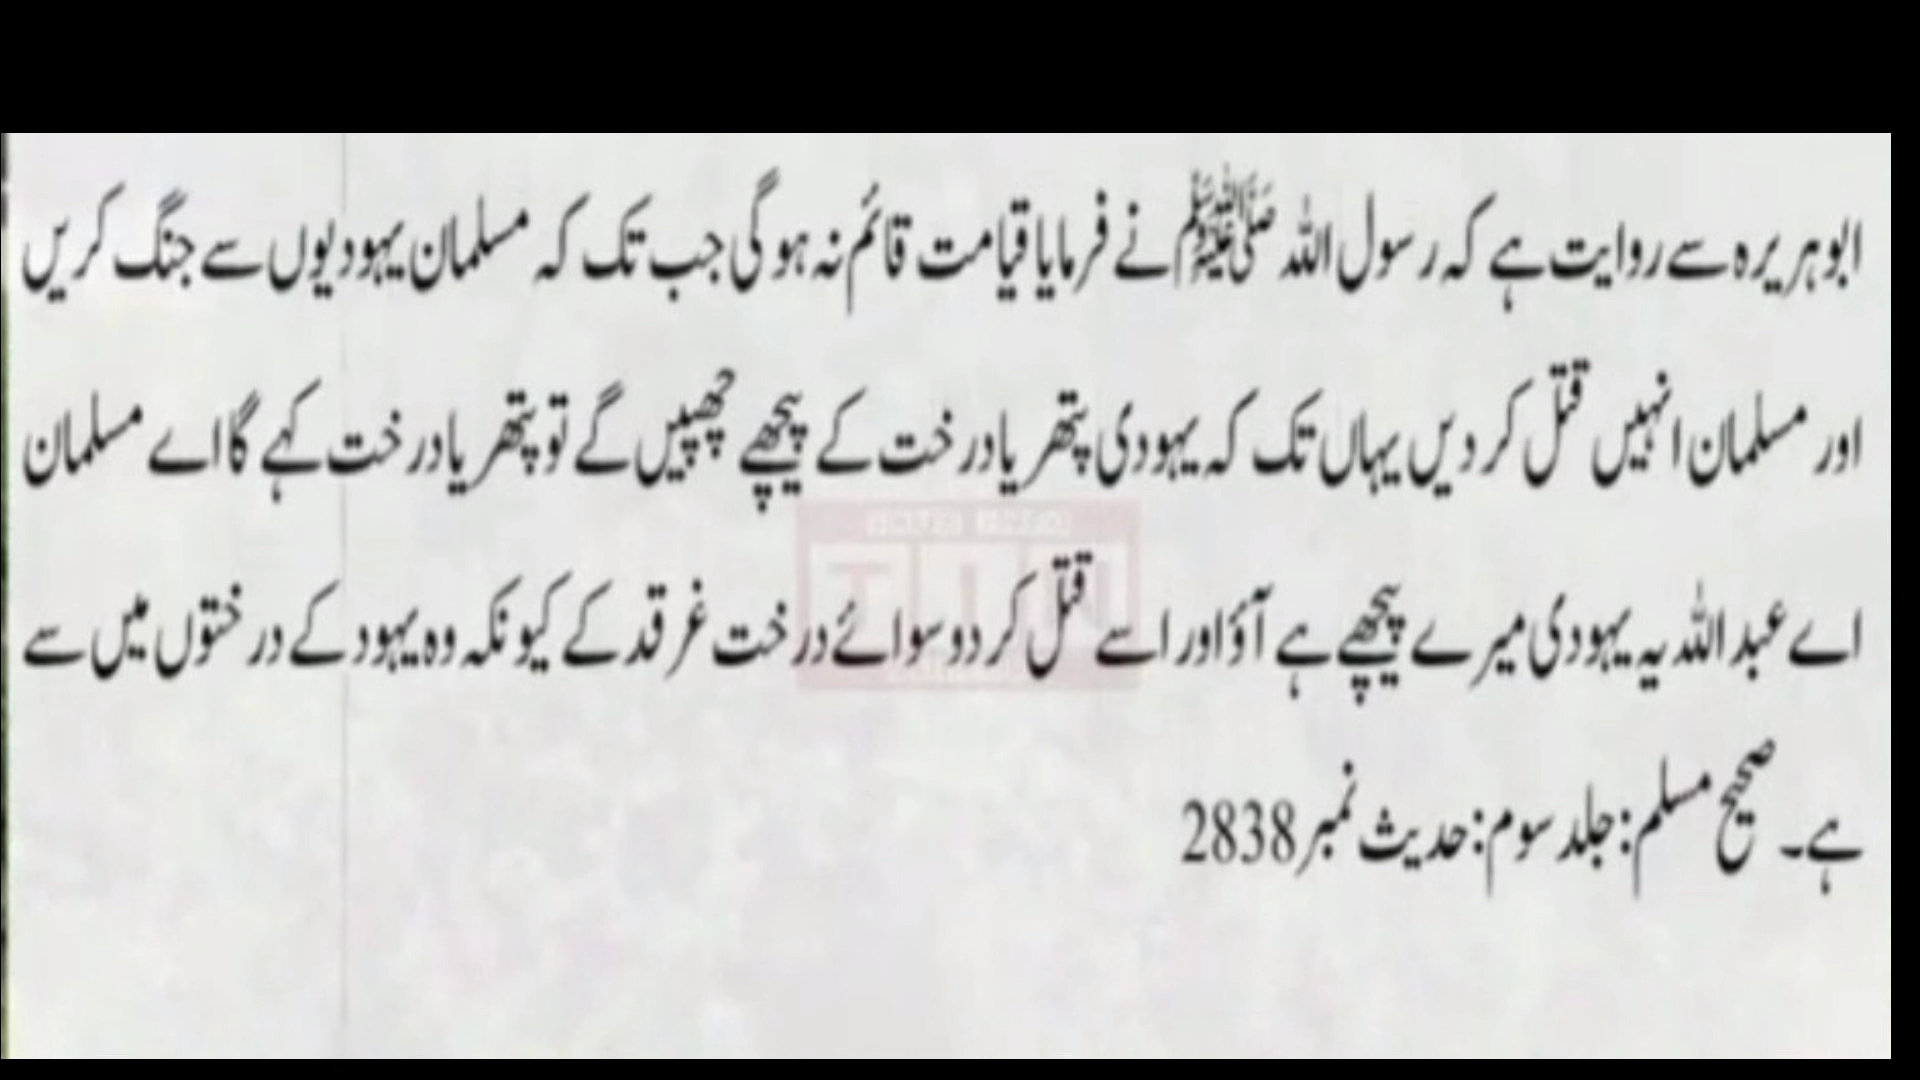 ابوہریرہ سے روایت ہے کہ رسول اللہ ﷺ نے فرمایا قیامت قائم نہ ہوگی جب تک کہ مسلمان یہودیوں سے جنگ کریں
اور مسلمان انہیں قتل کر دیں یہاں تک کہ یہودی پتھر یا درخت کے پیچھے چھپیں گے تو پتھر یا درخت کہے گا اے مسلمان
اے عبد اللہ یہ یہودی میرے پیچھے ہے آؤ اور اسے قتل کر دو سوائے درخت غرقد کے کیونکہ وہ یہود کے درختوں میں سے
ہے۔ صحیح مسلم: جلد سوم: حدیث نمبر 2838